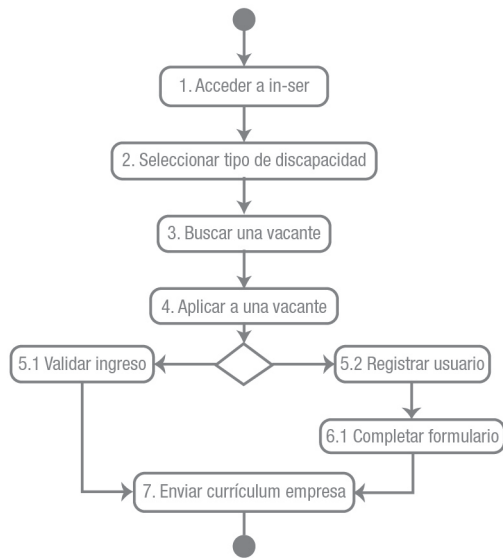 1. Acceder a in-ser
2. Seleccionar tipo de discapacidad
3. Buscar una vacante
4. Aplicar a una vacante
5.1 Validar ingreso
5.2 Registrar usuario
6.1 Completar formulario
7. Enviar currículum empresa